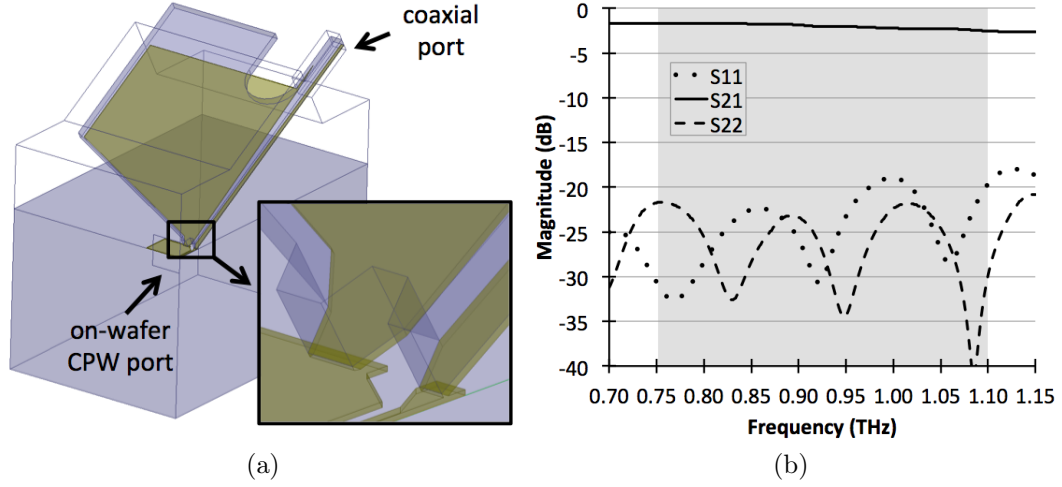 coaxial
port
on-wafer
CPW port
(a)
0
-5
-10
-15
-20
-25
-30
-35
-40
Magnitude (dB)
S11
S21
S22
0.70 0.75 0.80 0.85 0.90 0.95 1.00 1.05 1.10 1.15
Frequency (THz)
(b)